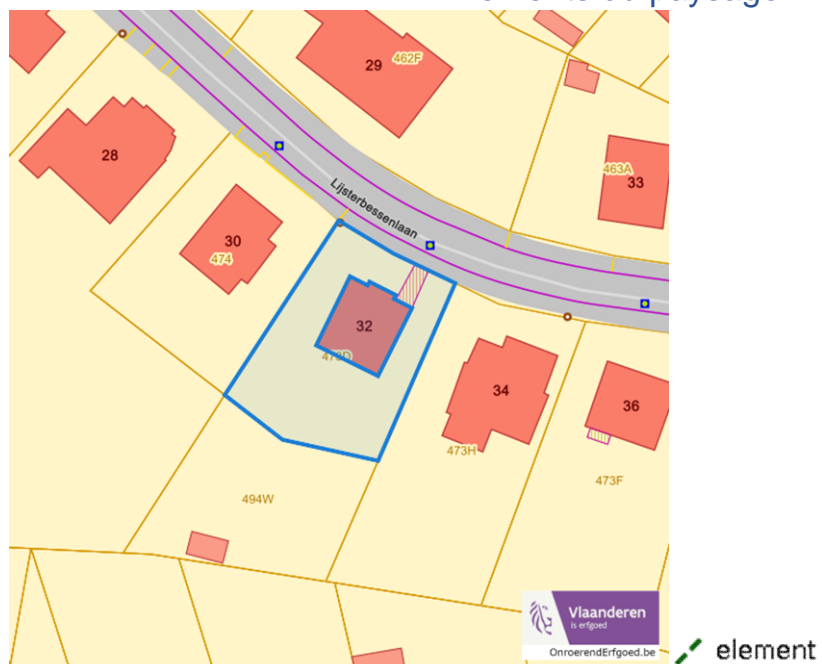 29
462F
28
463A
33
Lijsterbessenlaan
30
474
32
34
36
473H
473F
494W
Vlaanderen
is erfgoed
OnroerendErfgoed.be
element